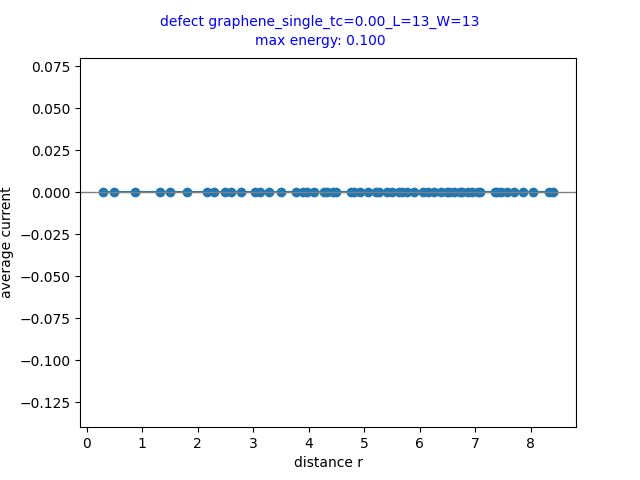 defect graphene_single_tc=0.00_L=13_W=13
max energy: 0.100
0.075
0.050
0.025
0.000
−0.025
−0.050
−0.075
−0.100
−0.125
average current
0 1 2 3 4 5 6 7 8
distance r